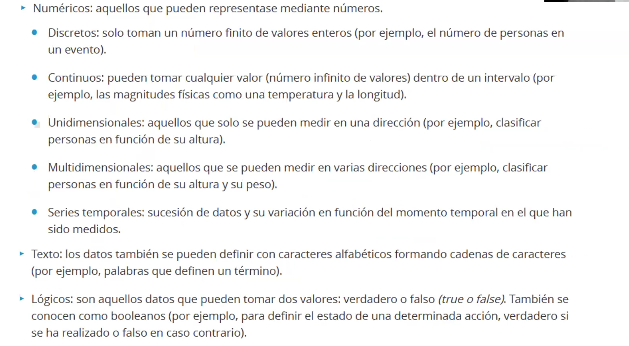 Numéricos: aquellos que pueden representase mediante números.
Discretos: solo toman un número finito de valores enteros (por ejemplo, el número de personas en
un evento).
Continuos: pueden tomar cualquier valor (número infinito de valores) dentro de un intervalo (por
ejemplo, las magnitudes físicas como una temperatura y la longitud).
Unidimensionales: aquellos que solo se pueden medir en una dirección (por ejemplo, clasificar
personas en función de su altura).
Multidimensionales: aquellos que se pueden medir en varias direcciones (por ejemplo, clasificar
personas en función de su altura y su peso).
Series temporales: sucesión de datos y su variación en función del momento temporal en el que han
sido medidos.
Texto: los datos también se pueden definir con caracteres alfabéticos formando cadenas de caracteres
(por ejemplo, palabras que definen un término).
Lógicos: son aquellos datos que pueden tomar dos valores: verdadero o falso (true o false). También se
conocen como booleanos (por ejemplo, para definir el estado de una determinada acción, verdadero si
se ha realizado o falso en caso contrario).